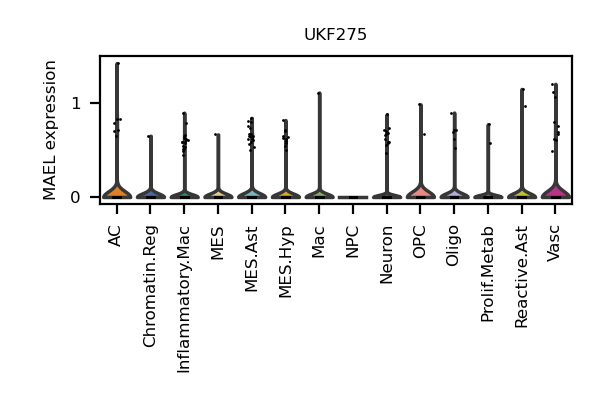 UKF275
MAEL expression
1
0
AC
Chromatin.Reg
Inflammatory.Mac
MES
MES.Ast
MES.Hyp
Mac
NPC
Neuron
OPC
Oligo
Prolif.Metab
Reactive.Ast
Vasc